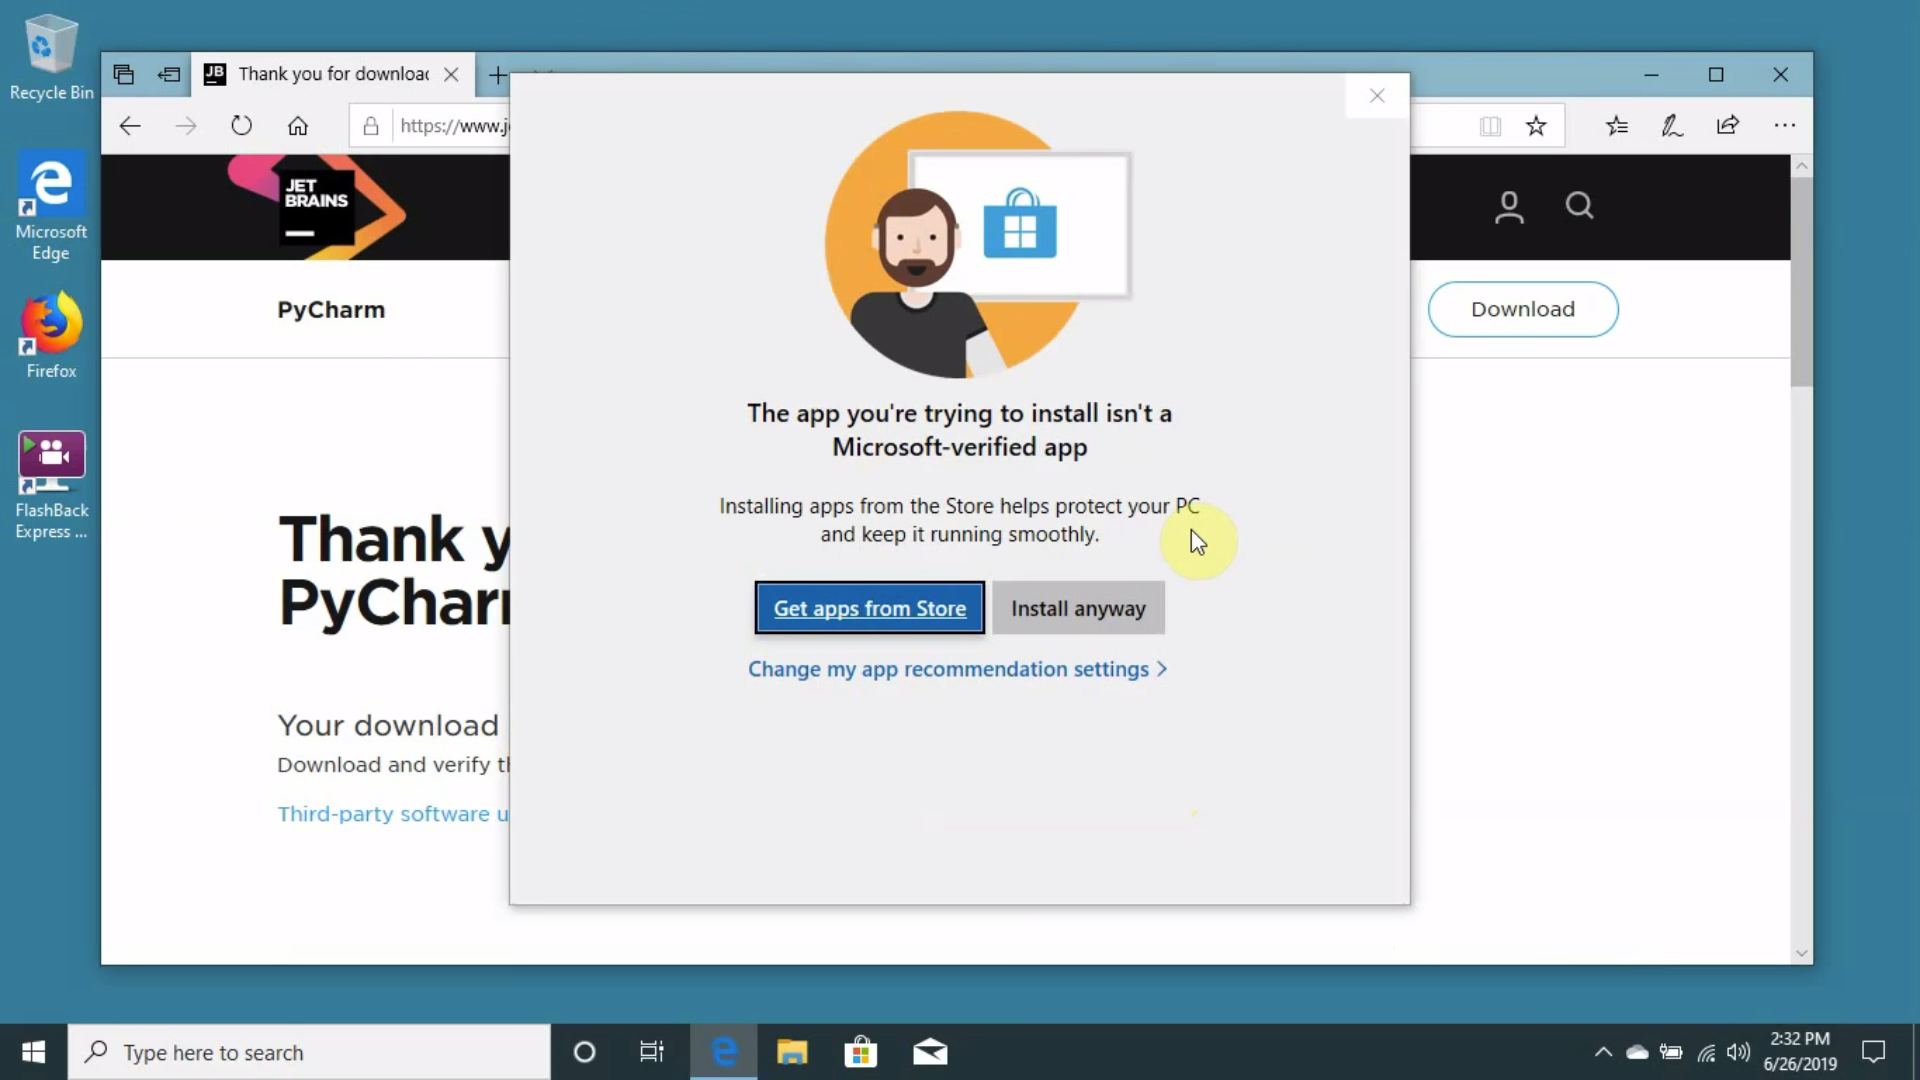 Recycle Bin
Microsoft
Edge
Firefox
FlashBack
Express ...
JB
Thank you for downloa
https://www.j
JET
BRAINS
PyCharm
Download
Thank y
PyChar
Your download
Download and verify t
Third-party software u
The app you're trying to install isn't a
Microsoft-verified app
Installing apps from the Store helps protect your PC
and keep it running smoothly.
Get apps from Store
Install anyway
Change my app recommendation settings >
Type here to search
2:32 PM
6/26/2019